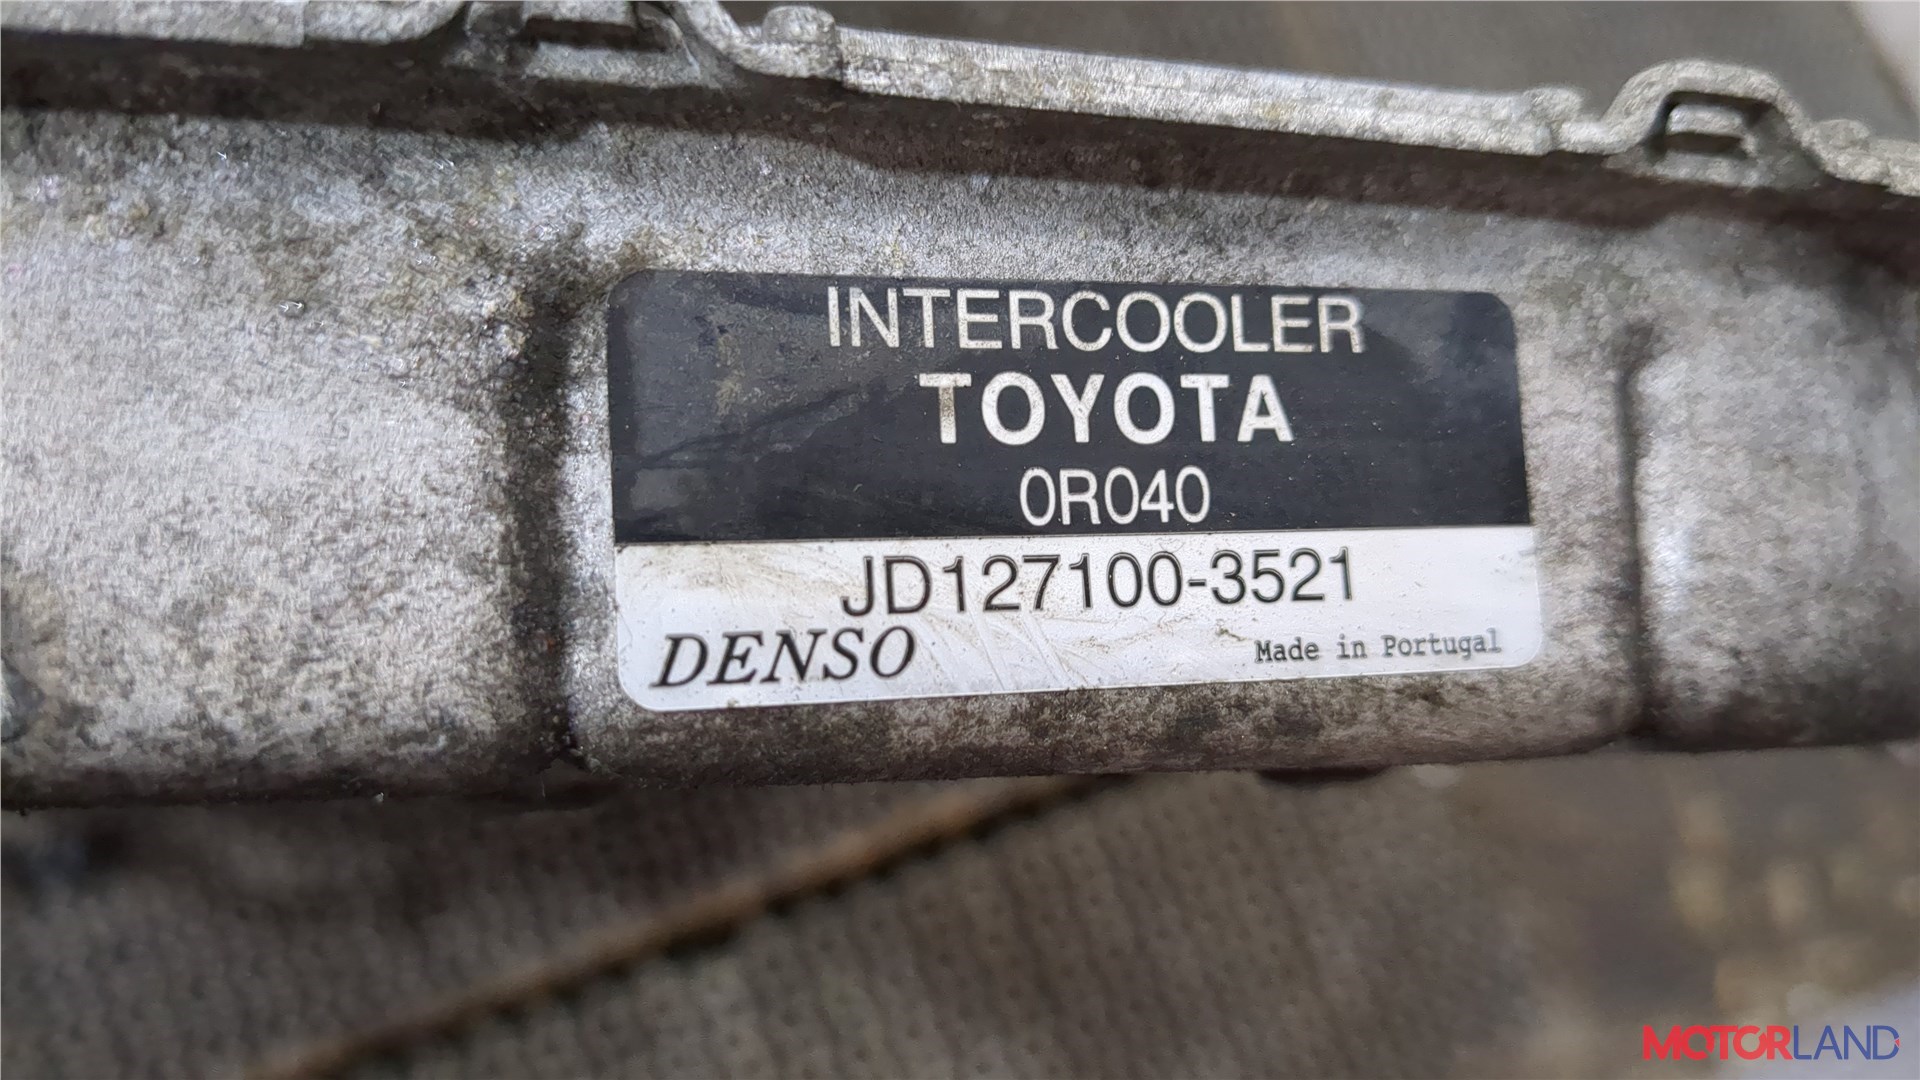 INTERCOOLER
TOYOTA
0R040
JD127100-3521
DENSO Made in Portugal
MOTORLAND